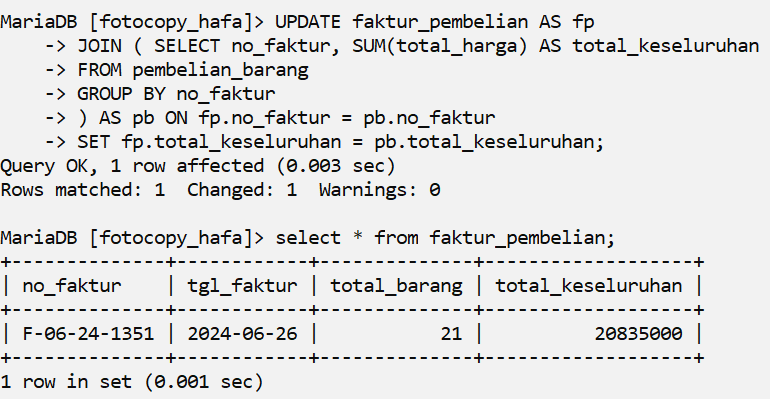 MariaDB [fotocopy_hafa]> UPDATE faktur_pembelian AS fp
    -> JOIN ( SELECT no_faktur, SUM(total_harga) AS total_keseluruhan
    -> FROM pembelian_barang
    -> GROUP BY no_faktur
    -> ) AS pb ON fp.no_faktur = pb.no_faktur
    -> SET fp.total_keseluruhan = pb.total_keseluruhan;
Query OK, 1 row affected (0.003 sec)
Rows matched: 1  Changed: 1  Warnings: 0

MariaDB [fotocopy_hafa]> select * from faktur_pembelian;
+--------------+------------+--------------+-------------------+
| no_faktur    | tgl_faktur | total_barang | total_keseluruhan |
+--------------+------------+--------------+-------------------+
| F-06-24-1351 | 2024-06-26 |           21 |          20835000 |
+--------------+------------+--------------+-------------------+
1 row in set (0.001 sec)